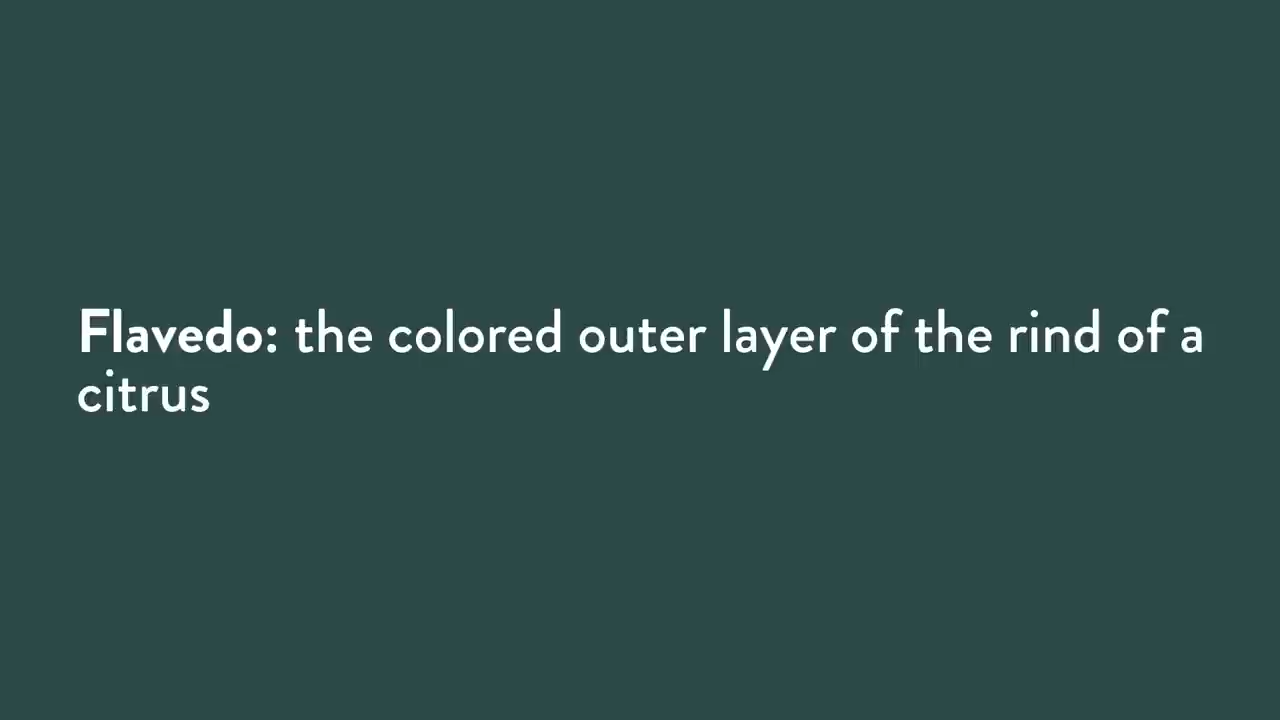 Flavedo: the colored outer layer of the rind of a
citrus